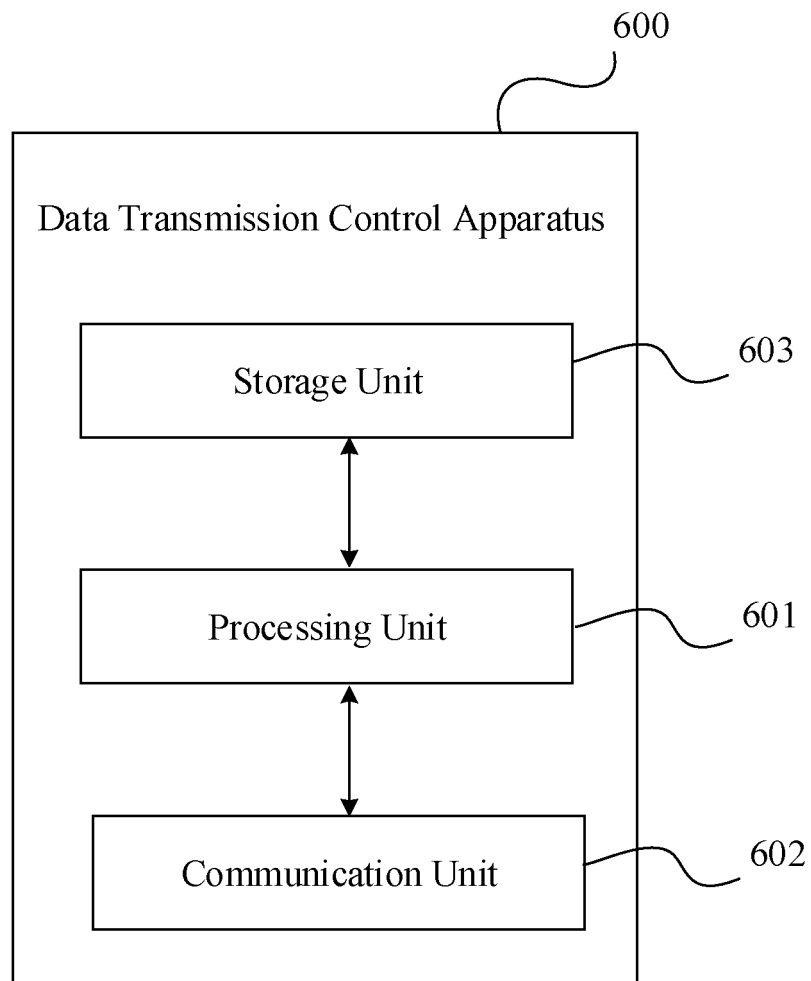 600
Data Transmission Control Apparatus
Storage Unit
603
Processing Unit
601
Communication Unit
602